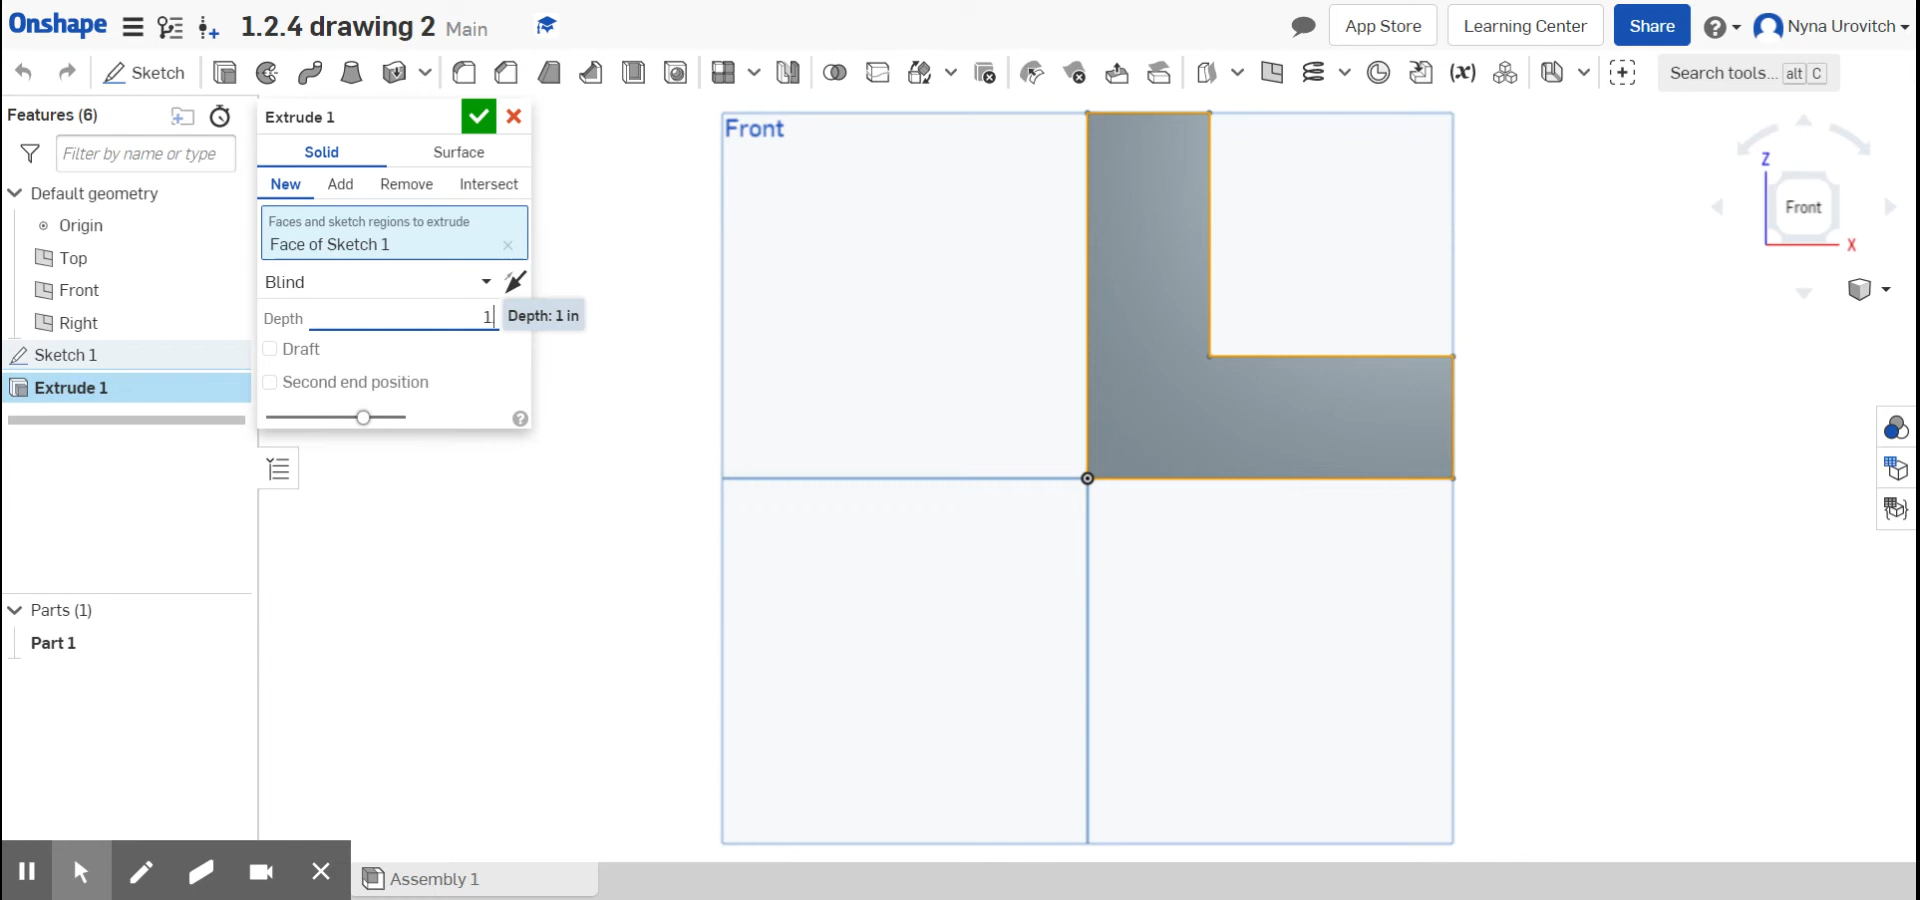 Onshape
1.2.4 drawing 2 Main
App Store
Learning Center
Share
Nyna Urovitch
Sketch
Search tools... alt C
Features (6)
Filter by name or type
Default geometry
Origin
Top
Front
Right
Sketch 1
Extrude 1
Parts (1)
Part 1
Extrude 1
Solid
Surface
New
Add
Remove
Intersect
Faces and sketch regions to extrude
Face of Sketch 1
Blind
Depth 1
Depth: 1 in
Draft
Second end position
Front
Z
Front
X
(x)
Assembly 1